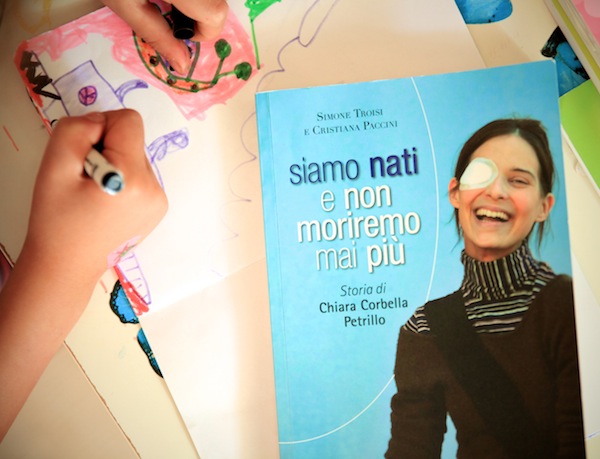 Simone Troisi
e Cristiana Paccini
siamo nati
e non
moriremo
mai più
Storia di
Chiara Corbella
Petrillo